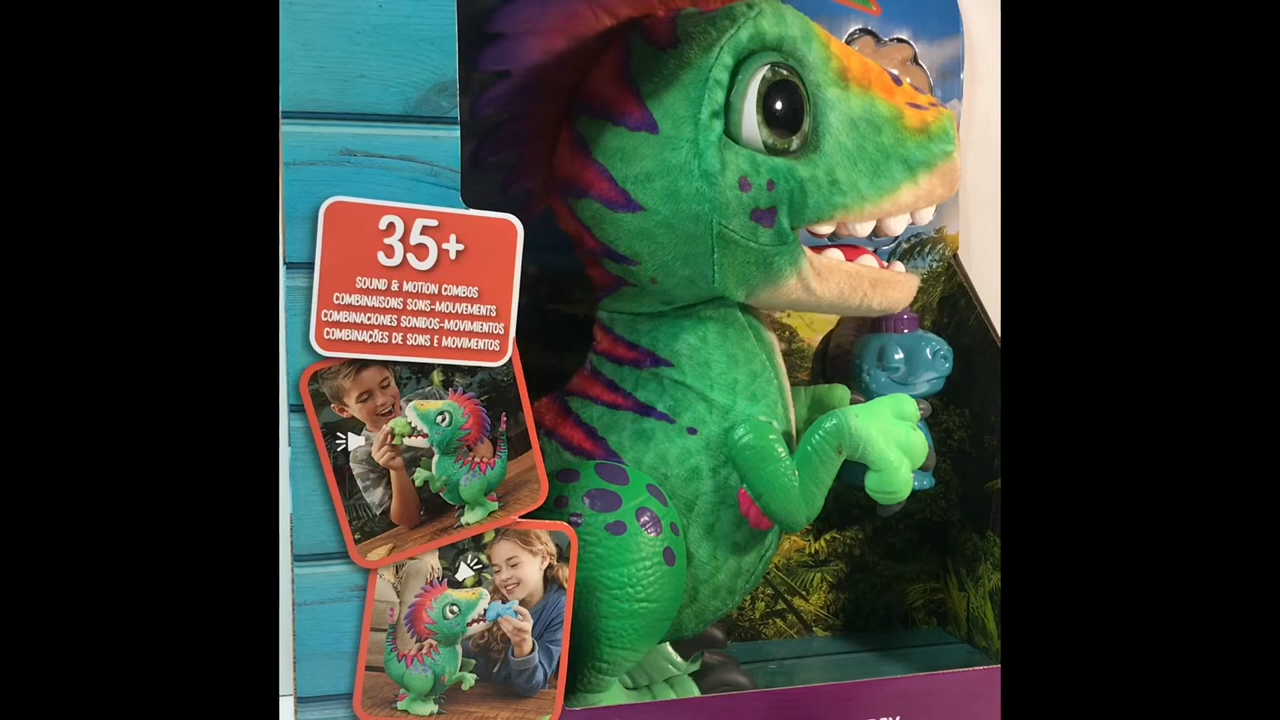 35+
SOUND & MOTION COMBOS
COMBINAISONS SONS-MOUVEMENTS
COMBINACIONES SONIDOS-MOVIMIENTOS
COMBINAÇÕES DE SONS E MOVIMENTOS